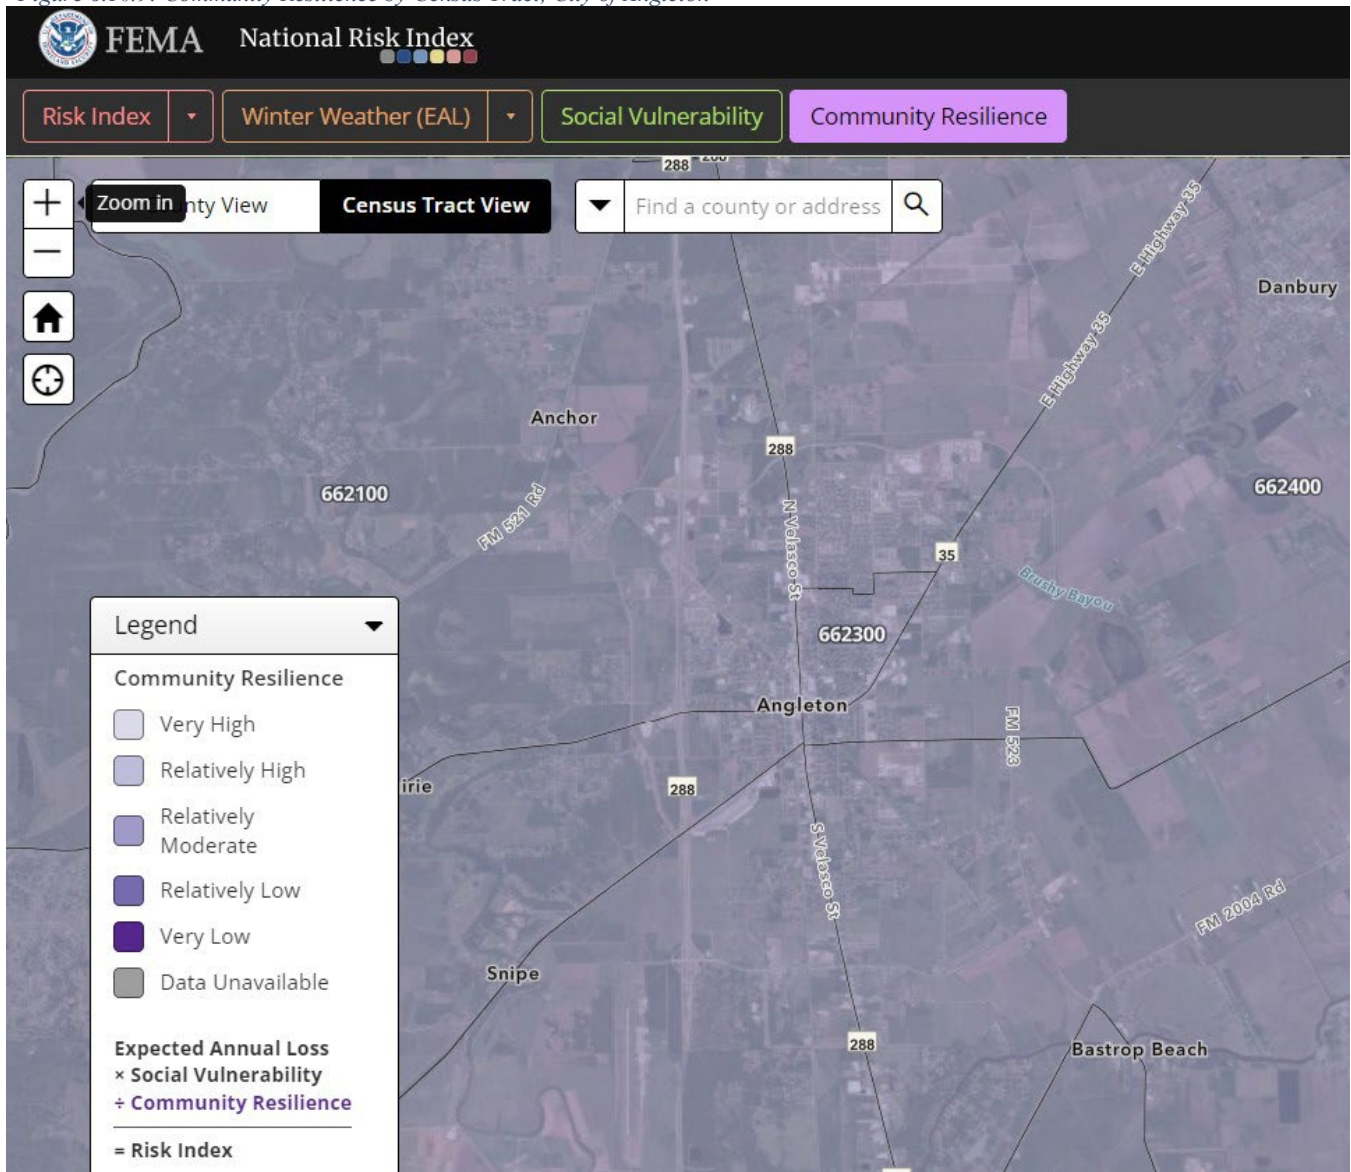 FEMA National Risk Index
Risk Index
Winter Weather (EAL)
Social Vulnerability
Community Resilience
Zoom in
nty View
Census Tract View
Find a county or address
288
E Highway 35
Danbury
E Highway 35
Anchor
288
662100
662400
FM 521 Rd
N Velasco St
35
Brushy Bayou
662300
Angleton
FM 523
irie
288
S Velasco St
FM 2004 Rd
Snipe
288
Bastrop Beach
Legend
Community Resilience
Very High
Relatively High
Relatively
Moderate
Relatively Low
Very Low
Data Unavailable
Expected Annual Loss
× Social Vulnerability
÷ Community Resilience
= Risk Index